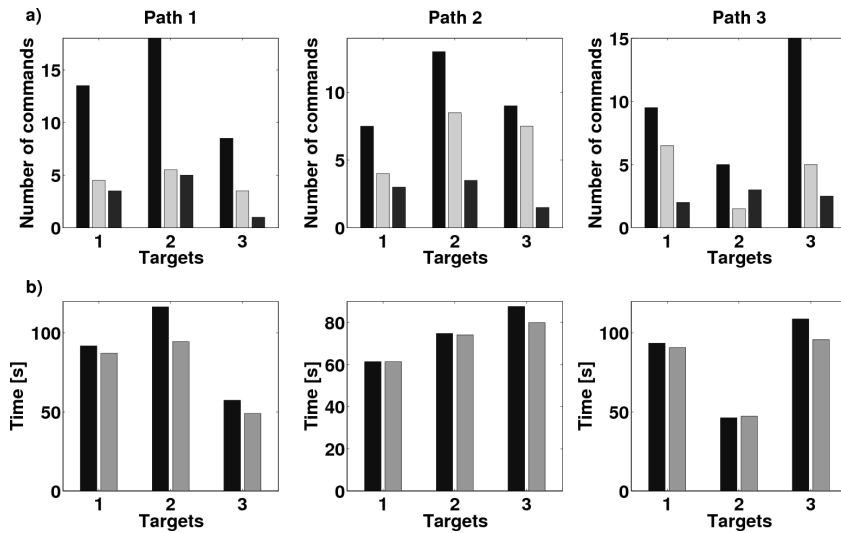 a)
Path 1
Path 2
Path 3
Number of commands
15
10
5
0
1 2 3
Targets
Number of commands
10
5
0
1 2 3
Targets
Number of commands
15
10
5
0
1 2 3
Targets
b)
Time [s]
100
50
0
1 2 3
Targets
Time [s]
80
60
40
20
0
1 2 3
Targets
Time [s]
100
50
0
1 2 3
Targets